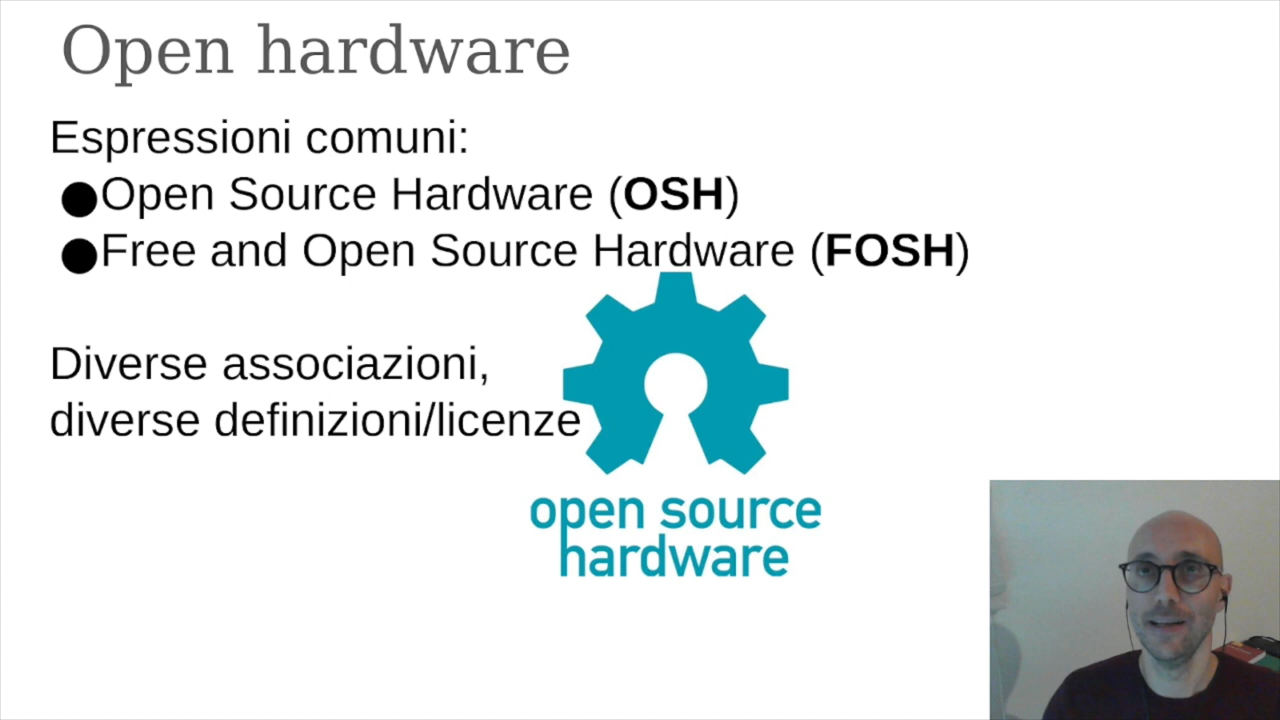 Open hardware
Espressioni comuni:
●Open Source Hardware (OSH)
●Free and Open Source Hardware (FOSH)
Diverse associazioni,
diverse definizioni/licenze
open source
hardware